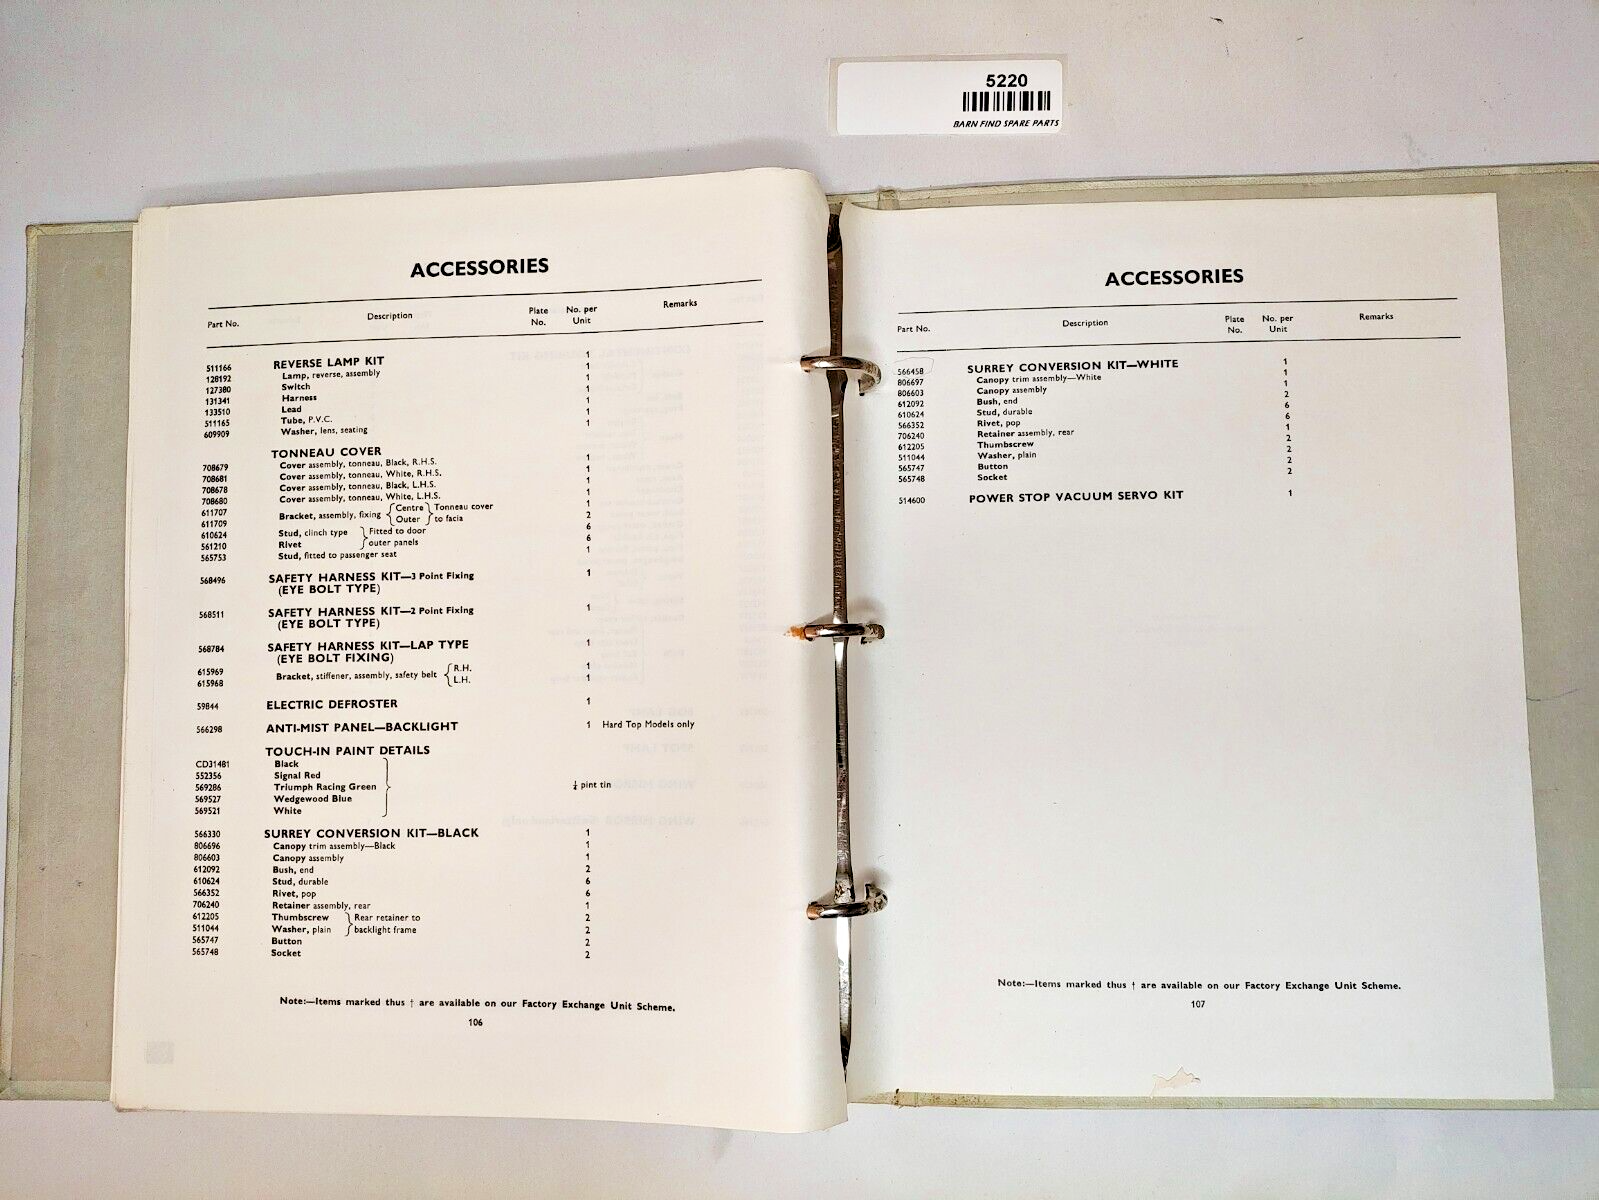 5220
BARN FIND SPARE PARTS
ACCESSORIES
Part No. Description Plate No. No. per Unit Remarks
511166 REVERSE LAMP KIT 1
128192 Lamp, reverse, assembly 1
127380 Switch 1
131341 Harness 1
133510 Lead 1
511165 Tube, P.V.C. 1
609909 Washer, lens, seating 1
TONNEAU COVER
708679 Cover assembly, tonneau, Black, R.H.S. 1
708681 Cover assembly, tonneau, White, R.H.S. 1
708678 Cover assembly, tonneau, Black, L.H.S. 1
708680 Cover assembly, tonneau, White, L.H.S. 1
611707 Bracket, assembly, fixing { Centre } Tonneau cover 1
611709 { Outer } to facia 2
610624 Stud, clinch type } Fitted to door 6
561210 Rivet } outer panels 6
565753 Stud, fitted to passenger seat 1
568496 SAFETY HARNESS KIT—3 Point Fixing 1
(EYE BOLT TYPE)
568511 SAFETY HARNESS KIT—2 Point Fixing 1
(EYE BOLT TYPE)
568784 SAFETY HARNESS KIT—LAP TYPE 1
(EYE BOLT FIXING)
615969 Bracket, stiffener, assembly, safety belt { R.H. 1
615968 { L.H. 1
59844 ELECTRIC DEFROSTER 1
566298 ANTI-MIST PANEL—BACKLIGHT 1 Hard Top Models only
TOUCH-IN PAINT DETAILS
CD31481 Black
552356 Signal Red
569286 Triumph Racing Green pint tin
569527 Wedgewood Blue
569521 White
566330 SURREY CONVERSION KIT—BLACK 1
806696 Canopy trim assembly—Black 1
806603 Canopy assembly 1
612092 Bush, end 2
610624 Stud, durable 6
566352 Rivet, pop 6
706240 Retainer assembly, rear 1
612205 Thumbscrew } Rear retainer to 2
511044 Washer, plain } backlight frame 2
565747 Button 2
565748 Socket 2
Note:—Items marked thus † are available on our Factory Exchange Unit Scheme.
106
ACCESSORIES
Part No. Description Plate No. No. per Unit Remarks
566458 SURREY CONVERSION KIT—WHITE 1
806697 Canopy trim assembly—White 1
806603 Canopy assembly 1
612092 Bush, end 2
610624 Stud, durable 6
566352 Rivet, pop 6
706240 Retainer assembly, rear 1
612205 Thumbscrew 2
511044 Washer, plain 2
565747 Button 2
565748 Socket 2
514600 POWER STOP VACUUM SERVO KIT 1
Note:—Items marked thus † are available on our Factory Exchange Unit Scheme.
107